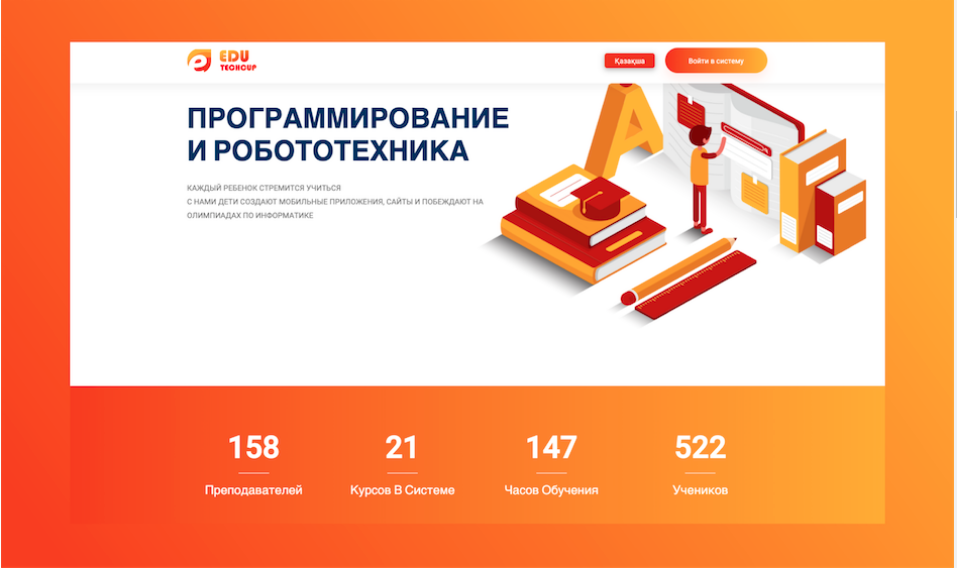 EDU
TECHCUP
Қазақша
Войти в систему
ПРОГРАММИРОВАНИЕ
И РОБОТОТЕХНИКА
КАЖДЫЙ РЕБЕНОК СТРЕМИТСЯ УЧИТЬСЯ
С НАМИ ДЕТИ СОЗДАЮТ МОБИЛЬНЫЕ ПРИЛОЖЕНИЯ, САЙТЫ И ПОБЕЖДАЮТ НА
ОЛИМПИАДАХ ПО ИНФОРМАТИКЕ
A
158
21
147
522
Преподавателей
Курсов В Системе
Часов Обучения
Учеников